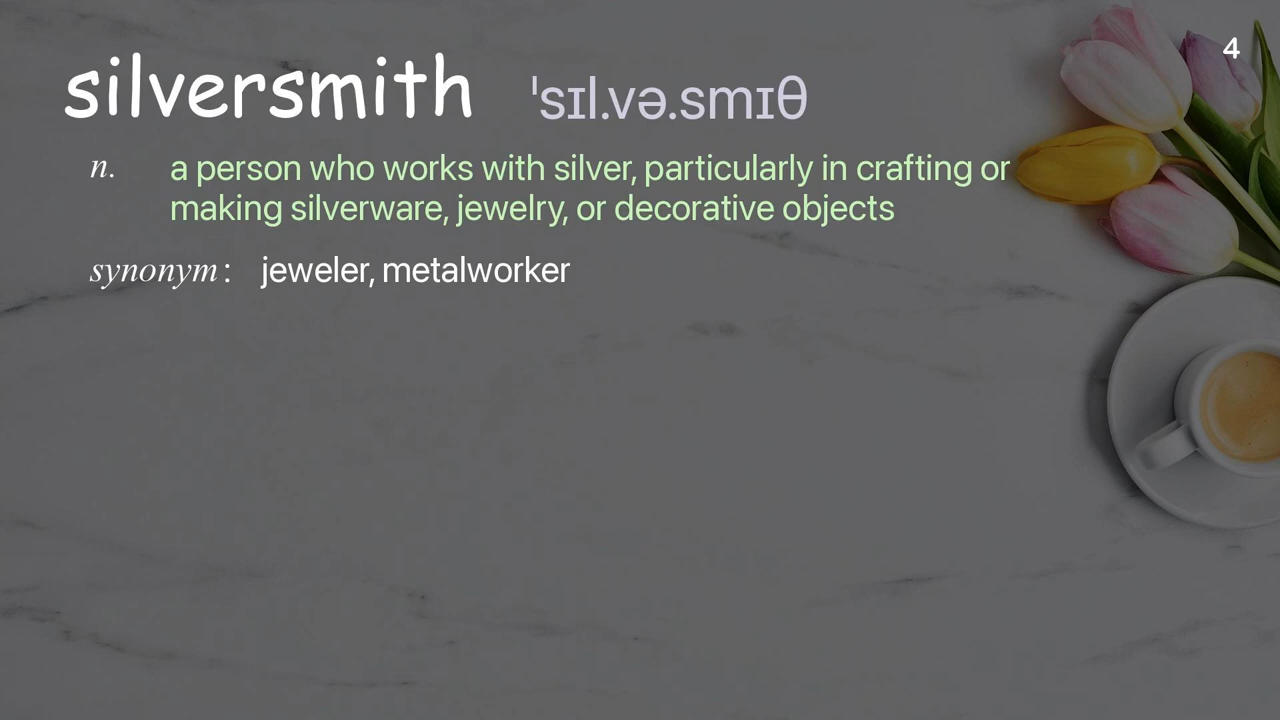 4
silversmith ˈsɪl.və.smɪθ
n. a person who works with silver, particularly in crafting or
making silverware, jewelry, or decorative objects
synonym: jeweler, metalworker